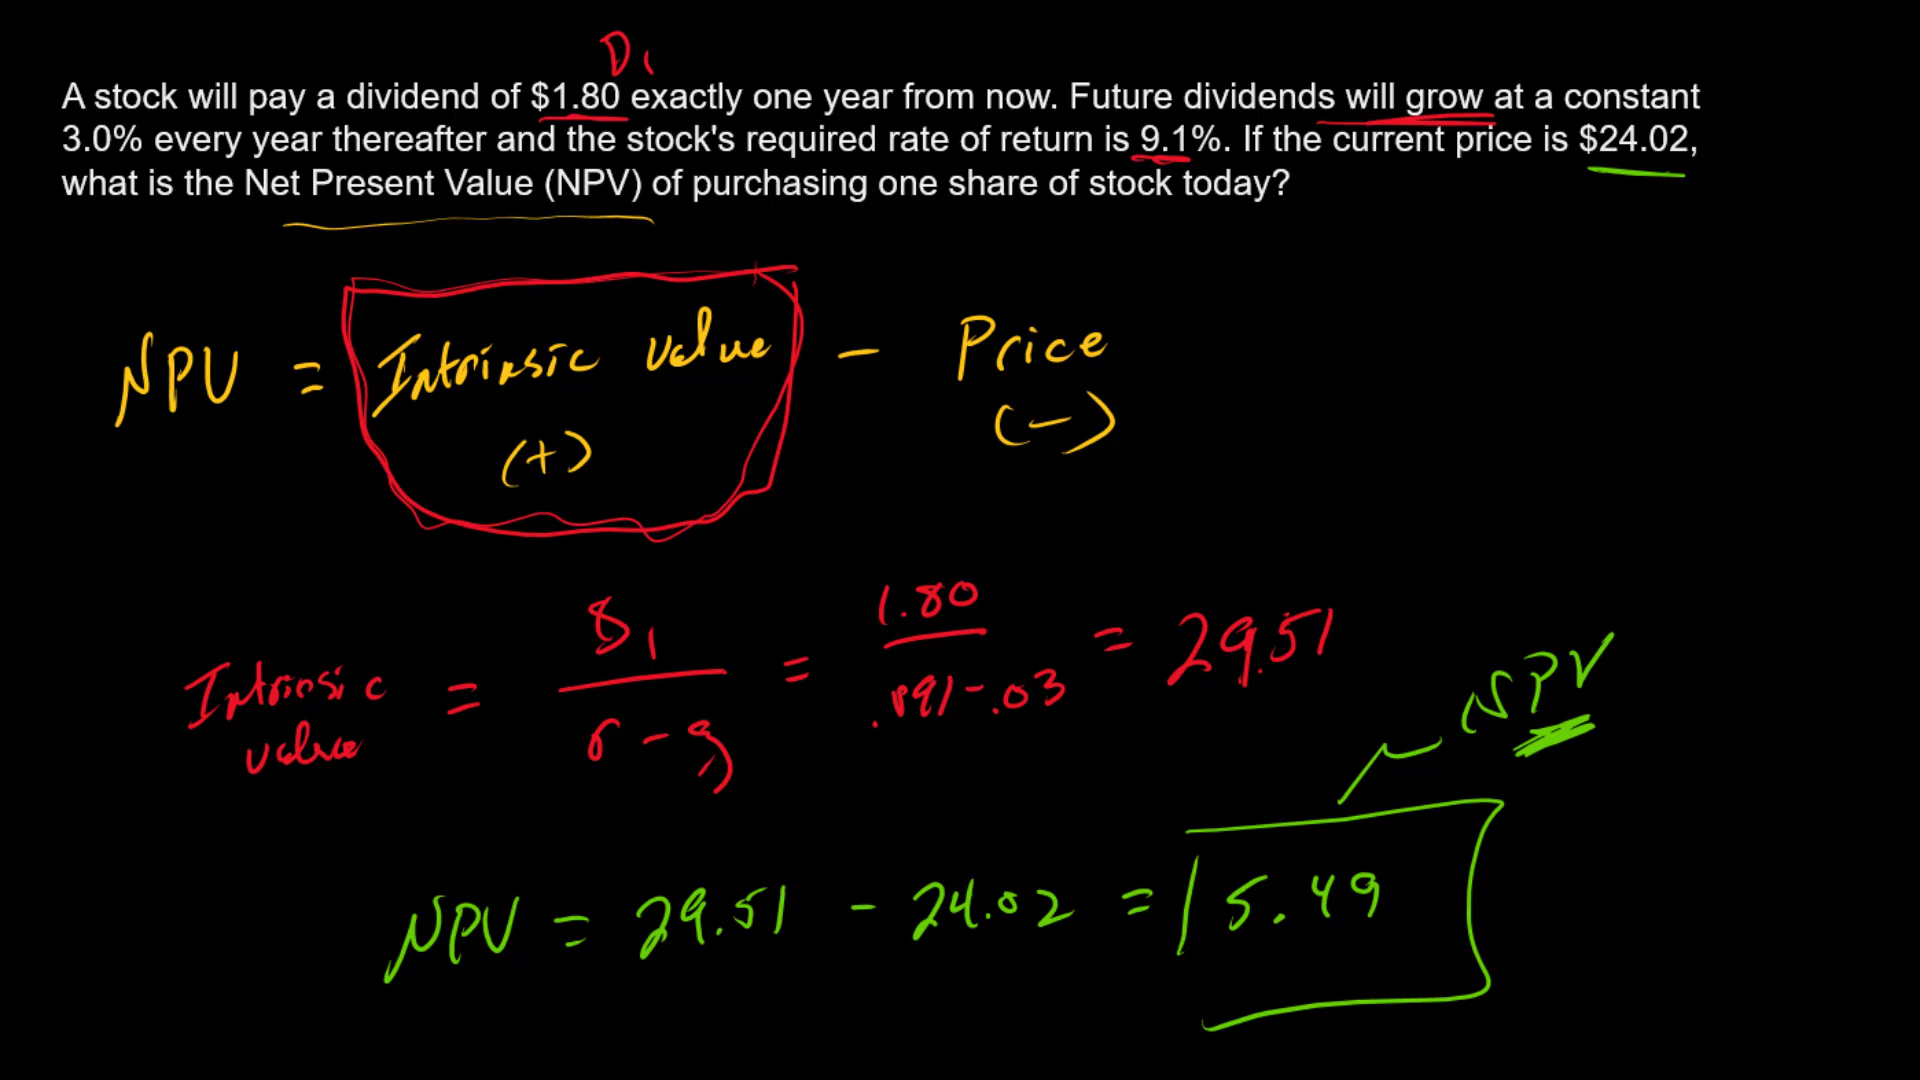 D1
A stock will pay a dividend of $1.80 exactly one year from now. Future dividends will grow at a constant
3.0% every year thereafter and the stock's required rate of return is 9.1%. If the current price is $24.02,
what is the Net Present Value (NPV) of purchasing one share of stock today?
NPV = Intrinsic value - Price
(+) (-)
Intrinsic value = D1 / r - g = 1.80 / .091-.03 = 29.51
NPV
NPV = 29.51 - 24.02 = 5.49